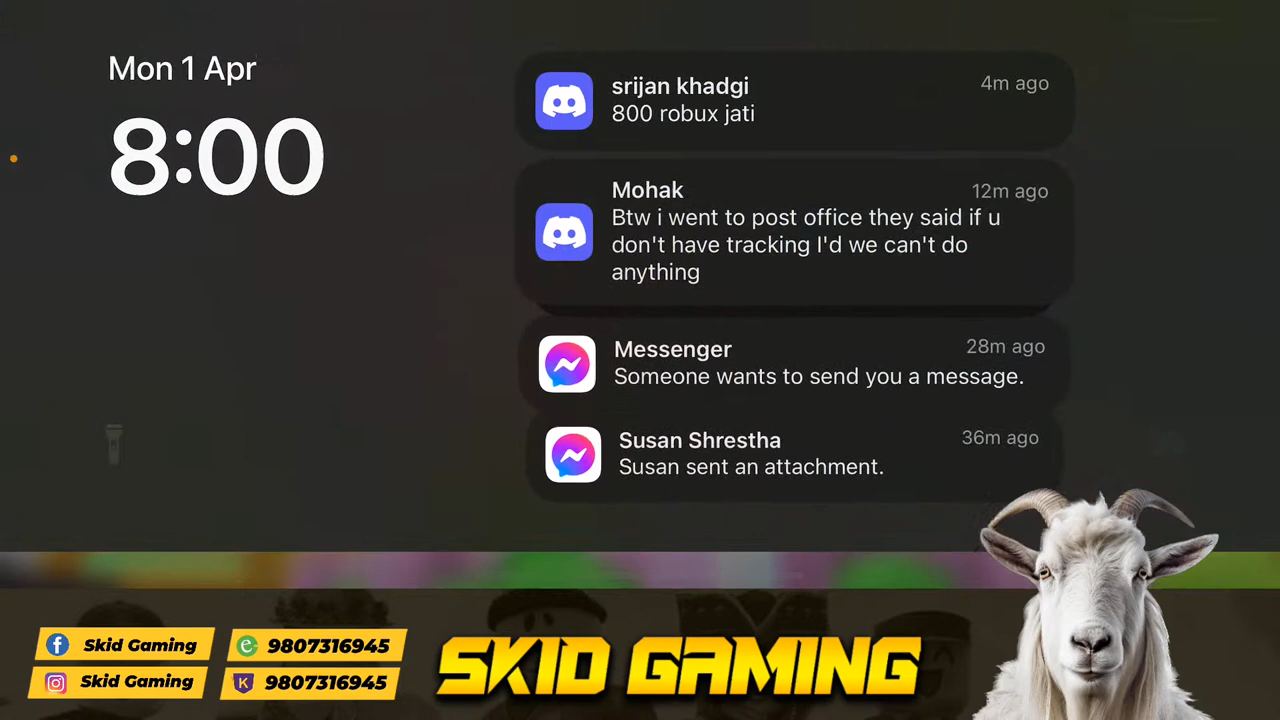 Mon 1 Apr
8:00
srijan khadgi
4m ago
800 robux jati
Mohak
12m ago
Btw i went to post office they said if u
don't have tracking I'd we can't do
anything
Messenger
28m ago
Someone wants to send you a message.
Susan Shrestha
36m ago
Susan sent an attachment.
f Skid Gaming
e 9807316945
Skid Gaming
K 9807316945
SKID GAMING